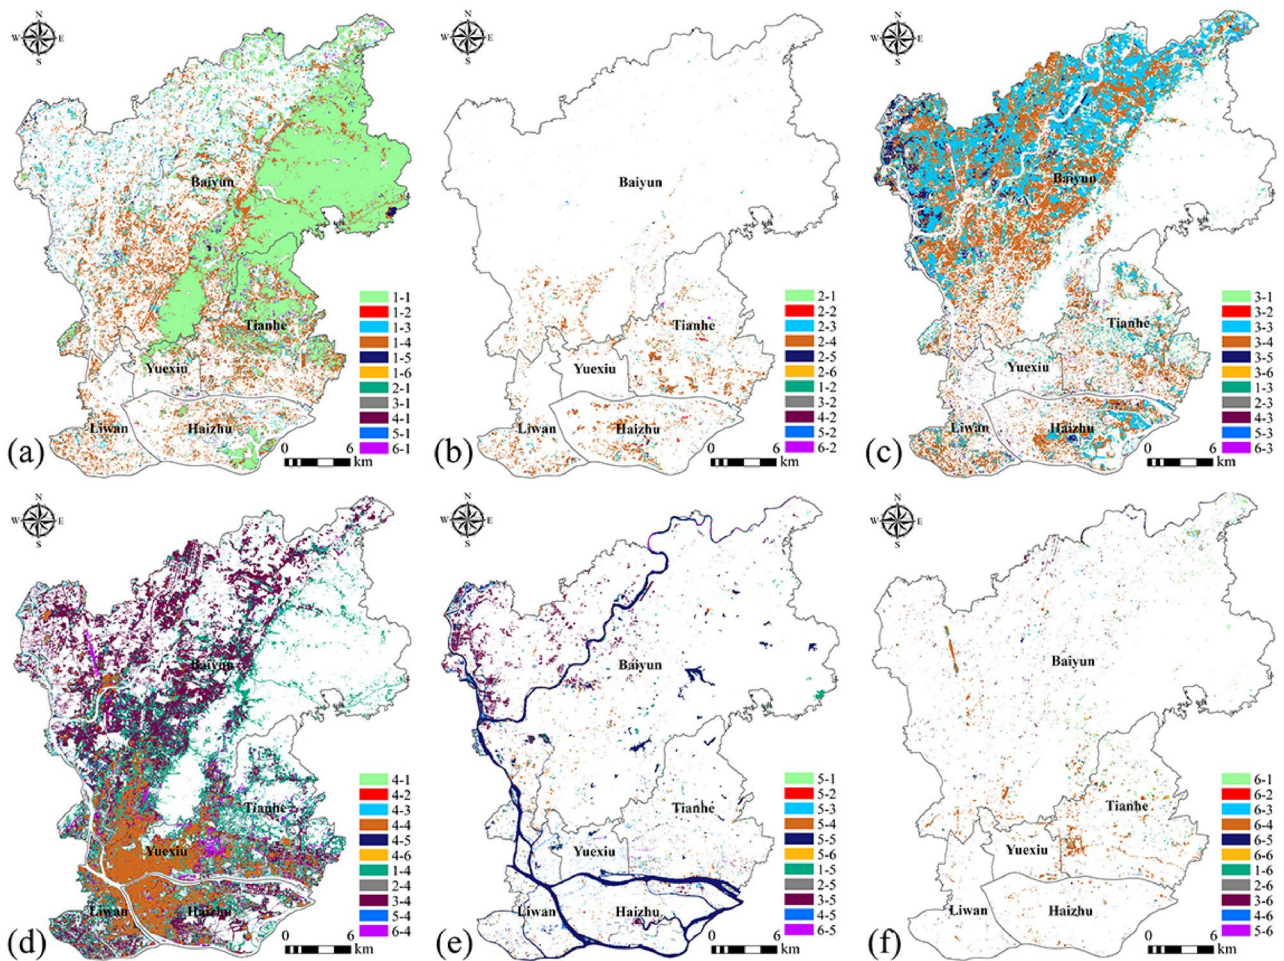 N
W E
S
Baiyun
Tianhe
Yuexiu
Liwan
Haizhu
1-1
1-2
1-3
1-4
1-5
1-6
2-1
3-1
4-1
5-1
6-1
0 6
km
(a)
N
W E
S
Baiyun
Tianhe
Yuexiu
Liwan
Haizhu
2-1
2-2
2-3
2-4
2-5
2-6
1-2
3-2
4-2
5-2
6-2
0 6
km
(b)
N
W E
S
Baiyun
Tianhe
Yuexiu
Liwan
Haizhu
3-1
3-2
3-3
3-4
3-5
3-6
1-3
2-3
4-3
5-3
6-3
0 6
km
(c)
N
W E
S
Baiyun
Tianhe
Yuexiu
Liwan
Haizhu
4-1
4-2
4-3
4-4
4-5
4-6
1-4
2-4
3-4
5-4
6-4
0 6
km
(d)
N
W E
S
Baiyun
Tianhe
Yuexiu
Liwan
Haizhu
5-1
5-2
5-3
5-4
5-5
5-6
1-5
2-5
3-5
4-5
6-5
0 6
km
(e)
N
W E
S
Baiyun
Tianhe
Yuexiu
Liwan
Haizhu
6-1
6-2
6-3
6-4
6-5
6-6
1-6
2-6
3-6
4-6
5-6
0 6
km
(f)